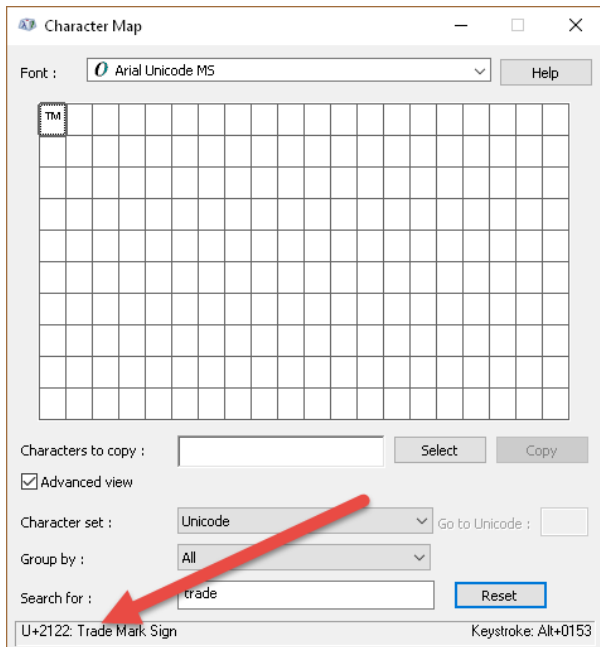 Character Map
Font : O Arial Unicode MS Help
TM
Characters to copy : Select Copy
Advanced view
Character set : Unicode Go to Unicode :
Group by : All
Search for : trade Reset
U+2122: Trade Mark Sign Keystroke: Alt+0153